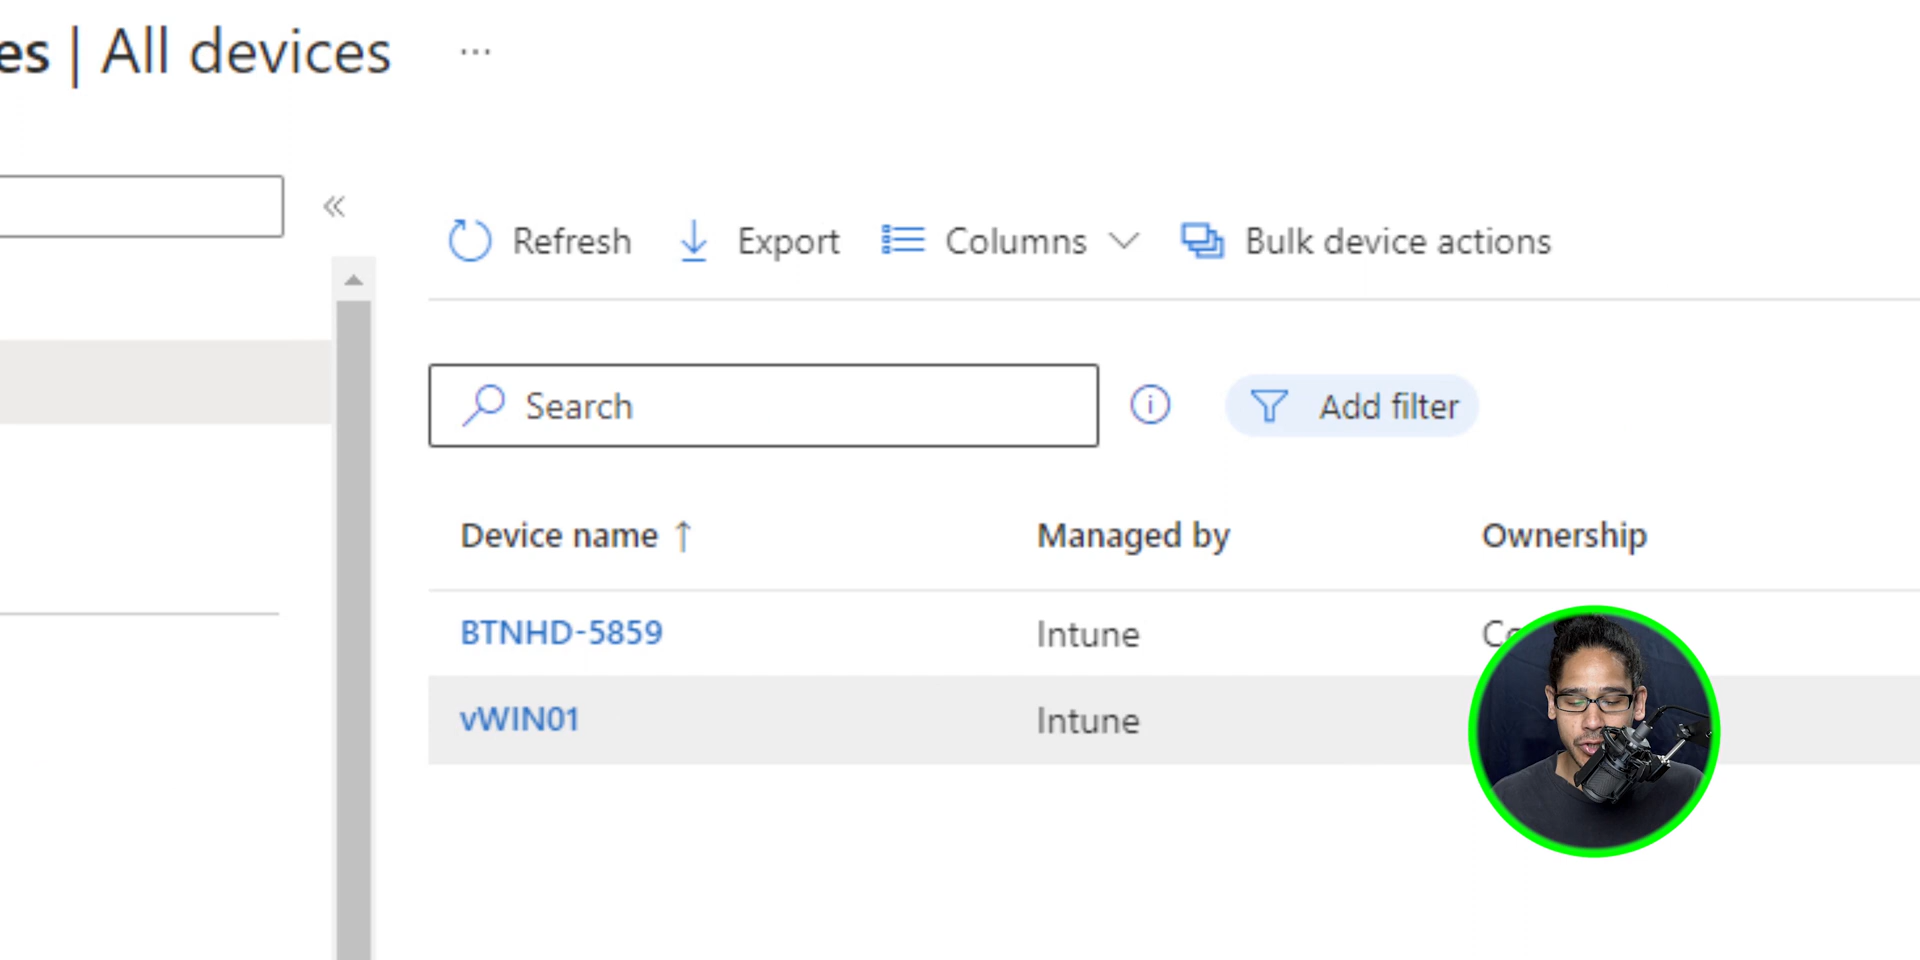 es | All devices ...
Refresh Export Columns Bulk device actions
Search Add filter
Device name ↑ Managed by Ownership
BTNHD-5859 Intune
vWIN01 Intune